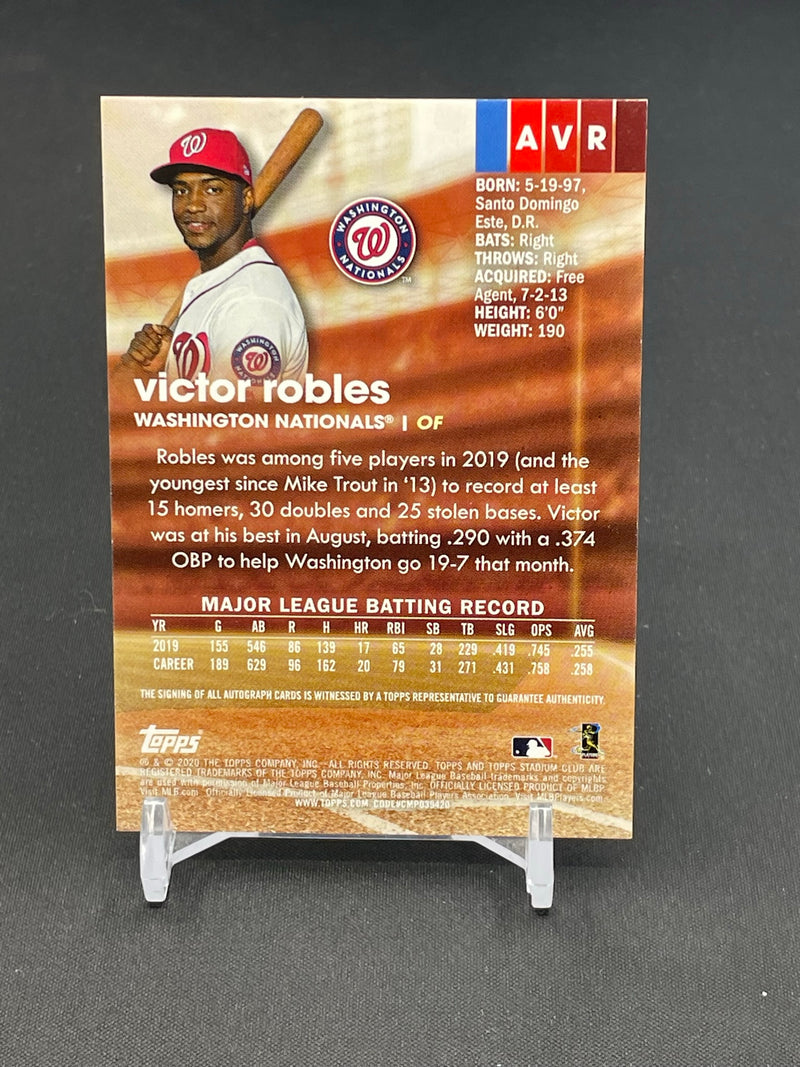 AVR
BORN: 5-19-97,
Santo Domingo
Este, D.R.
BATS: Right
THROWS: Right
ACQUIRED: Free
Agent, 7-2-13
HEIGHT: 6'0"
WEIGHT: 190
W
WASHINGTON
W
NATIONALS
TM
W
WASHINGTON
W
victor robles
WASHINGTON NATIONALS® | OF
Robles was among five players in 2019 (and the
youngest since Mike Trout in ‘13) to record at least
15 homers, 30 doubles and 25 stolen bases. Victor
was at his best in August, batting .290 with a .374
OBP to help Washington go 19-7 that month.
MAJOR LEAGUE BATTING RECORD
YR G AB R H HR RBI SB TB SLG OPS AVG
2019 155 546 86 139 17 65 28 229 .419 .745 .255
CAREER 189 629 96 162 20 79 31 271 .431 .758 .258
THE SIGNING OF ALL AUTOGRAPH CARDS IS WITNESSED BY A TOPPS REPRESENTATIVE TO GUARANTEE AUTHENTICITY.
topps
® & © 2020 THE TOPPS COMPANY, INC. ALL RIGHTS RESERVED. TOPPS AND TOPPS STADIUM CLUB ARE
REGISTERED TRADEMARKS OF THE TOPPS COMPANY, INC. Major League Baseball trademarks and copyrights
are used with permission of Major League Baseball Properties, Inc. OFFICIALLY LICENSED PRODUCT OF MLBP
Visit MLB.com Officially Licensed Product of Major League Baseball Players Association. Visit MLBPlayers.com
WWW.TOPPS.COM CODE#CMP039420